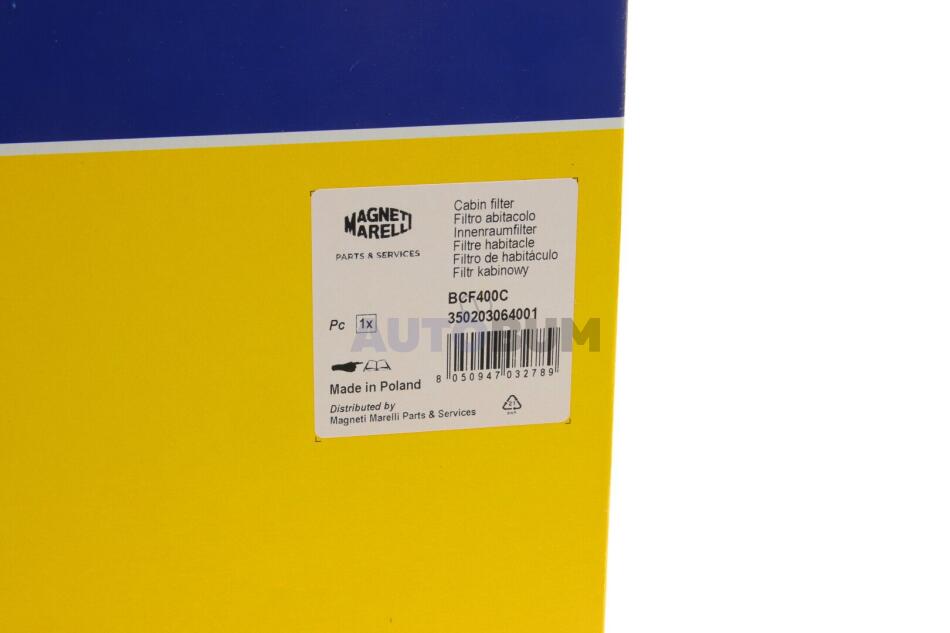 MAGNETI
MARELLI
PARTS & SERVICES
Cabin filter
Filtro abitacolo
Innenraumfilter
Filtre habitacle
Filtro de habitáculo
Filtr kabinowy
BCF400C
350203064001
Pc 1x
AUTOBUM
8 050947 032789
Made in Poland
Distributed by
Magneti Marelli Parts & Services
21
PAP